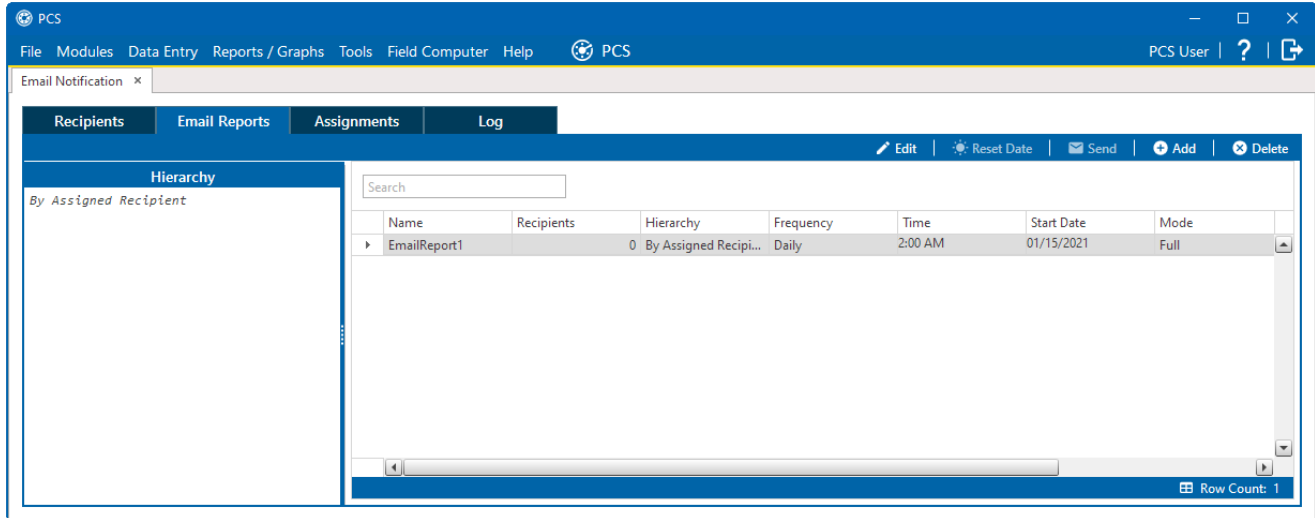 PCS
File Modules Data Entry Reports / Graphs Tools Field Computer Help PCS PCS User ?
Email Notification ×
Recipients Email Reports Assignments Log
Edit Reset Date Send Add Delete
Hierarchy
By Assigned Recipient
Search
Name Recipients Hierarchy Frequency Time Start Date Mode
EmailReport1 0 By Assigned Recipi... Daily 2:00 AM 01/15/2021 Full
Row Count: 1